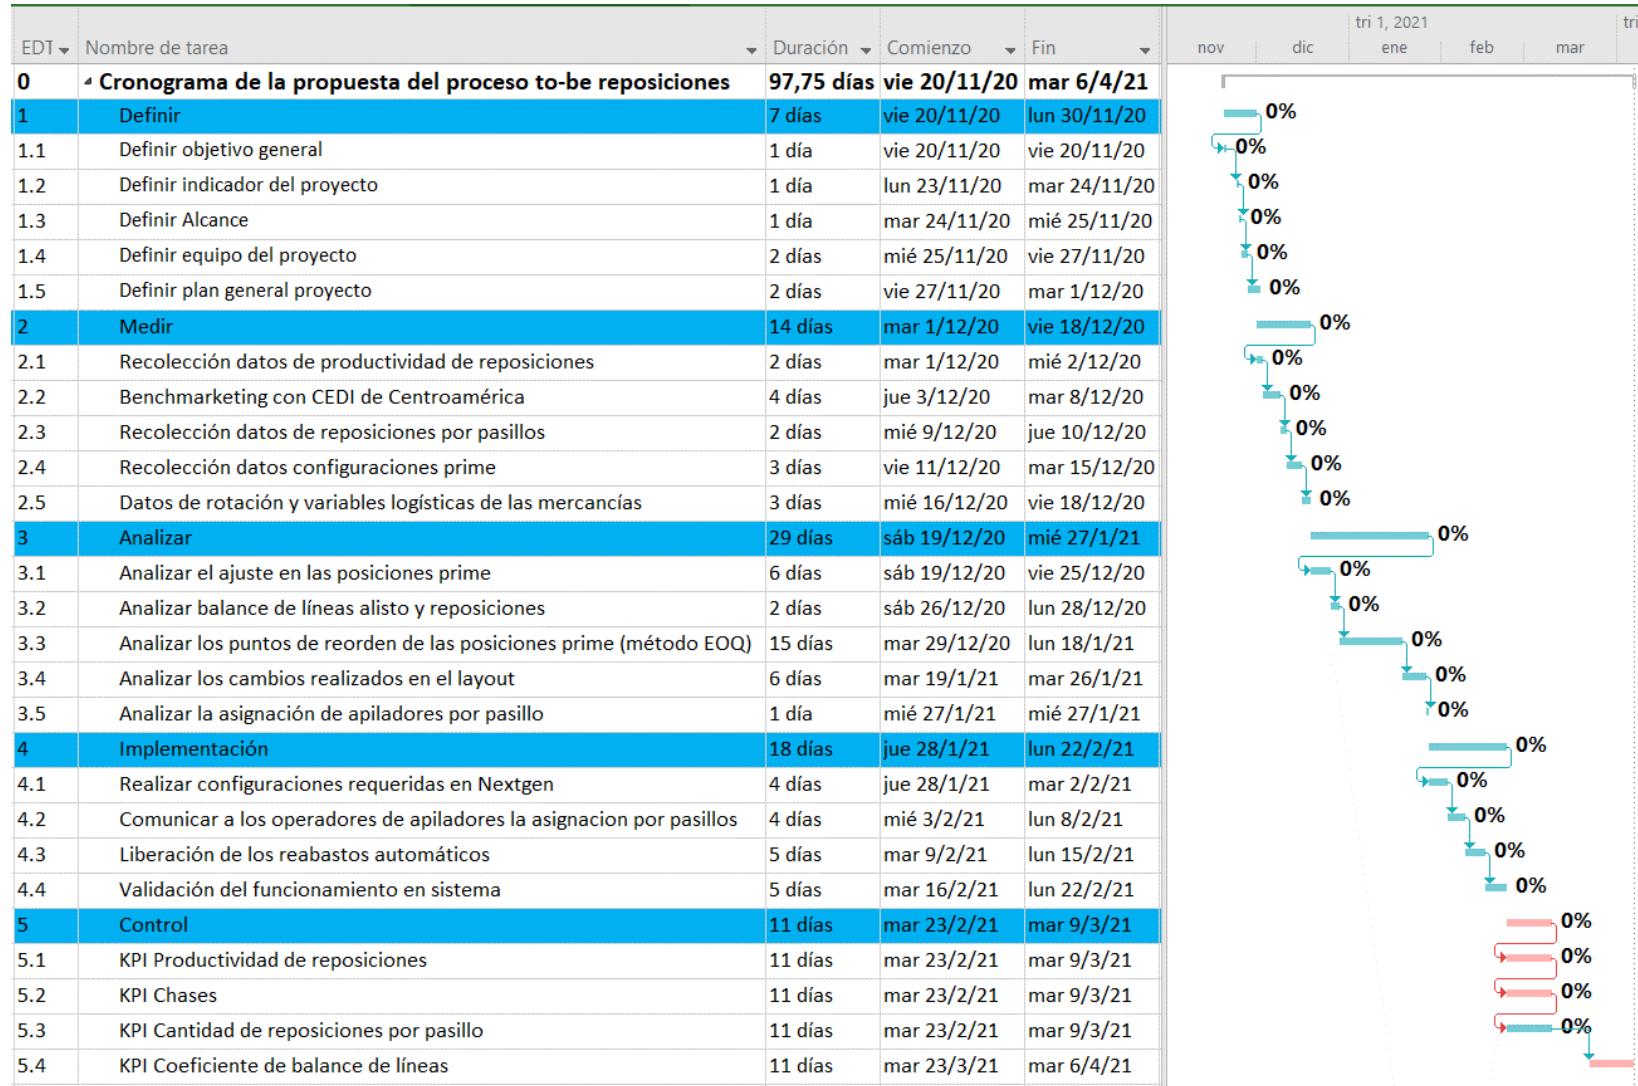 tri 1, 2021 tri
EDT Nombre de tarea Duración Comienzo Fin nov dic ene feb mar
0 Cronograma de la propuesta del proceso to-be reposiciones 97,75 días vie 20/11/20 mar 6/4/21
1 Definir 7 días vie 20/11/20 lun 30/11/20 0%
1.1 Definir objetivo general 1 día vie 20/11/20 vie 20/11/20 0%
1.2 Definir indicador del proyecto 1 día lun 23/11/20 mar 24/11/20 0%
1.3 Definir Alcance 1 día mar 24/11/20 mié 25/11/20 0%
1.4 Definir equipo del proyecto 2 días mié 25/11/20 vie 27/11/20 0%
1.5 Definir plan general proyecto 2 días vie 27/11/20 mar 1/12/20 0%
2 Medir 14 días mar 1/12/20 vie 18/12/20 0%
2.1 Recolección datos de productividad de reposiciones 2 días mar 1/12/20 mié 2/12/20 0%
2.2 Benchmarketing con CEDI de Centroamérica 4 días jue 3/12/20 mar 8/12/20 0%
2.3 Recolección datos de reposiciones por pasillos 2 días mié 9/12/20 jue 10/12/20 0%
2.4 Recolección datos configuraciones prime 3 días vie 11/12/20 mar 15/12/20 0%
2.5 Datos de rotación y variables logísticas de las mercancías 3 días mié 16/12/20 vie 18/12/20 0%
3 Analizar 29 días sáb 19/12/20 mié 27/1/21 0%
3.1 Analizar el ajuste en las posiciones prime 6 días sáb 19/12/20 vie 25/12/20 0%
3.2 Analizar balance de líneas alisto y reposiciones 2 días sáb 26/12/20 lun 28/12/20 0%
3.3 Analizar los puntos de reorden de las posiciones prime (método EOQ) 15 días mar 29/12/20 lun 18/1/21 0%
3.4 Analizar los cambios realizados en el layout 6 días mar 19/1/21 mar 26/1/21 0%
3.5 Analizar la asignación de apiladores por pasillo 1 día mié 27/1/21 mié 27/1/21 0%
4 Implementación 18 días jue 28/1/21 lun 22/2/21 0%
4.1 Realizar configuraciones requeridas en Nextgen 4 días jue 28/1/21 mar 2/2/21 0%
4.2 Comunicar a los operadores de apiladores la asignacion por pasillos 4 días mié 3/2/21 lun 8/2/21 0%
4.3 Liberación de los reabastos automáticos 5 días mar 9/2/21 lun 15/2/21 0%
4.4 Validación del funcionamiento en sistema 5 días mar 16/2/21 lun 22/2/21 0%
5 Control 11 días mar 23/2/21 mar 9/3/21 0%
5.1 KPI Productividad de reposiciones 11 días mar 23/2/21 mar 9/3/21 0%
5.2 KPI Chases 11 días mar 23/2/21 mar 9/3/21 0%
5.3 KPI Cantidad de reposiciones por pasillo 11 días mar 23/2/21 mar 9/3/21 0%
5.4 KPI Coeficiente de balance de líneas 11 días mar 23/3/21 mar 6/4/21